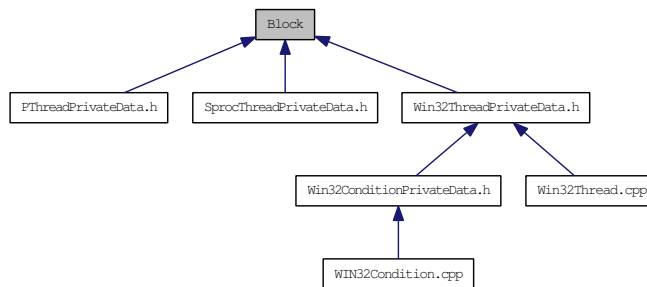 Block
PThreadPrivateData.h
SprocThreadPrivateData.h
Win32ThreadPrivateData.h
Win32ConditionPrivateData.h
Win32Thread.cpp
WIN32Condition.cpp